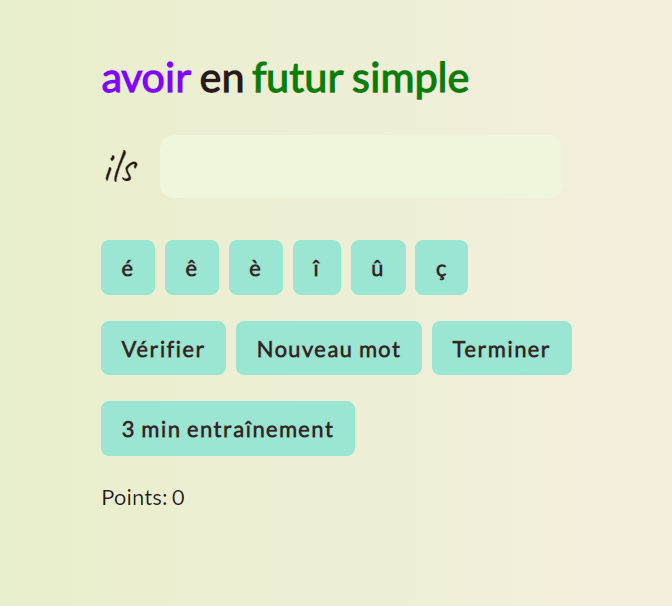 avoir en futur simple
ils
é ê è î û ç
Vérifier Nouveau mot Terminer
3 min entraînement
Points: 0